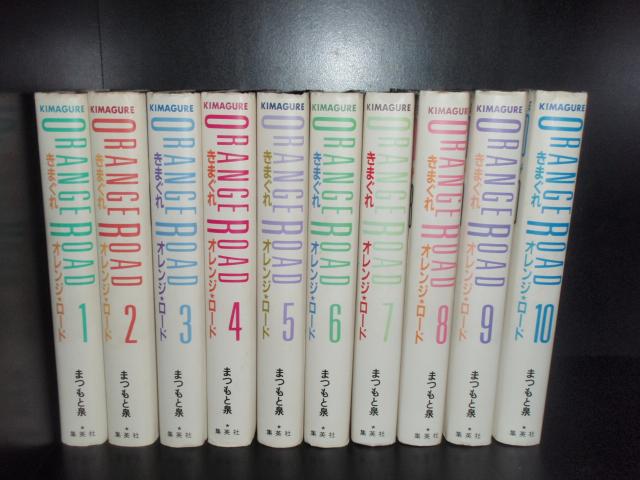 KIMAGURE
ORANGE ROAD
きまぐれ
オレンジ★ロード
1
まつもと泉
★
集英社
KIMAGURE
ORANGE ROAD
きまぐれ
オレンジ★ロード
2
まつもと泉
★
集英社
KIMAGURE
ORANGE ROAD
きまぐれ
オレンジ★ロード
3
まつもと泉
★
集英社
KIMAGURE
ORANGE ROAD
きまぐれ
オレンジ★ロード
4
まつもと泉
★
集英社
KIMAGURE
ORANGE ROAD
きまぐれ
オレンジ★ロード
5
まつもと泉
★
集英社
KIMAGURE
ORANGE ROAD
きまぐれ
オレンジ★ロード
6
まつもと泉
★
集英社
KIMAGURE
ORANGE ROAD
きまぐれ
オレンジ★ロード
7
まつもと泉
★
集英社
KIMAGURE
ORANGE ROAD
きまぐれ
オレンジ★ロード
8
まつもと泉
★
集英社
KIMAGURE
ORANGE ROAD
きまぐれ
オレンジ★ロード
9
まつもと泉
★
集英社
KIMAGURE
ORANGE ROAD
きまぐれ
オレンジ★ロード
10
まつもと泉
★
集英社